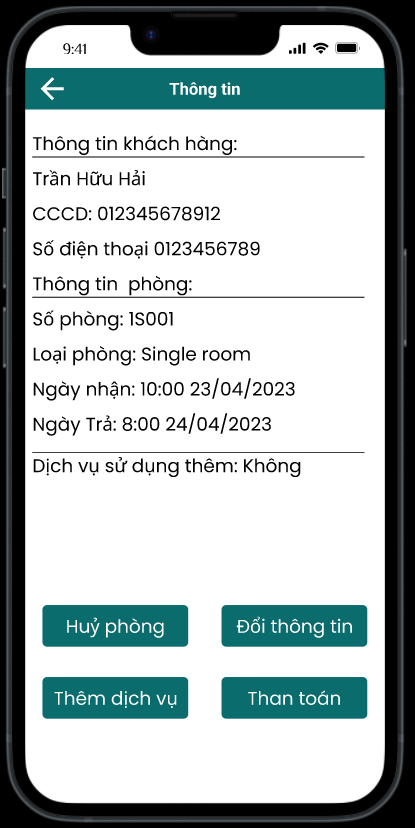 9:41
Thông tin
Thông tin khách hàng:
Trần Hữu Hải
CCCD: 012345678912
Số điện thoại 0123456789
Thông tin phòng:
Số phòng: 1S001
Loại phòng: Single room
Ngày nhận: 10:00 23/04/2023
Ngày Trả: 8:00 24/04/2023
Dịch vụ sử dụng thêm: Không
Huỷ phòng
Đổi thông tin
Thêm dịch vụ
Than toán